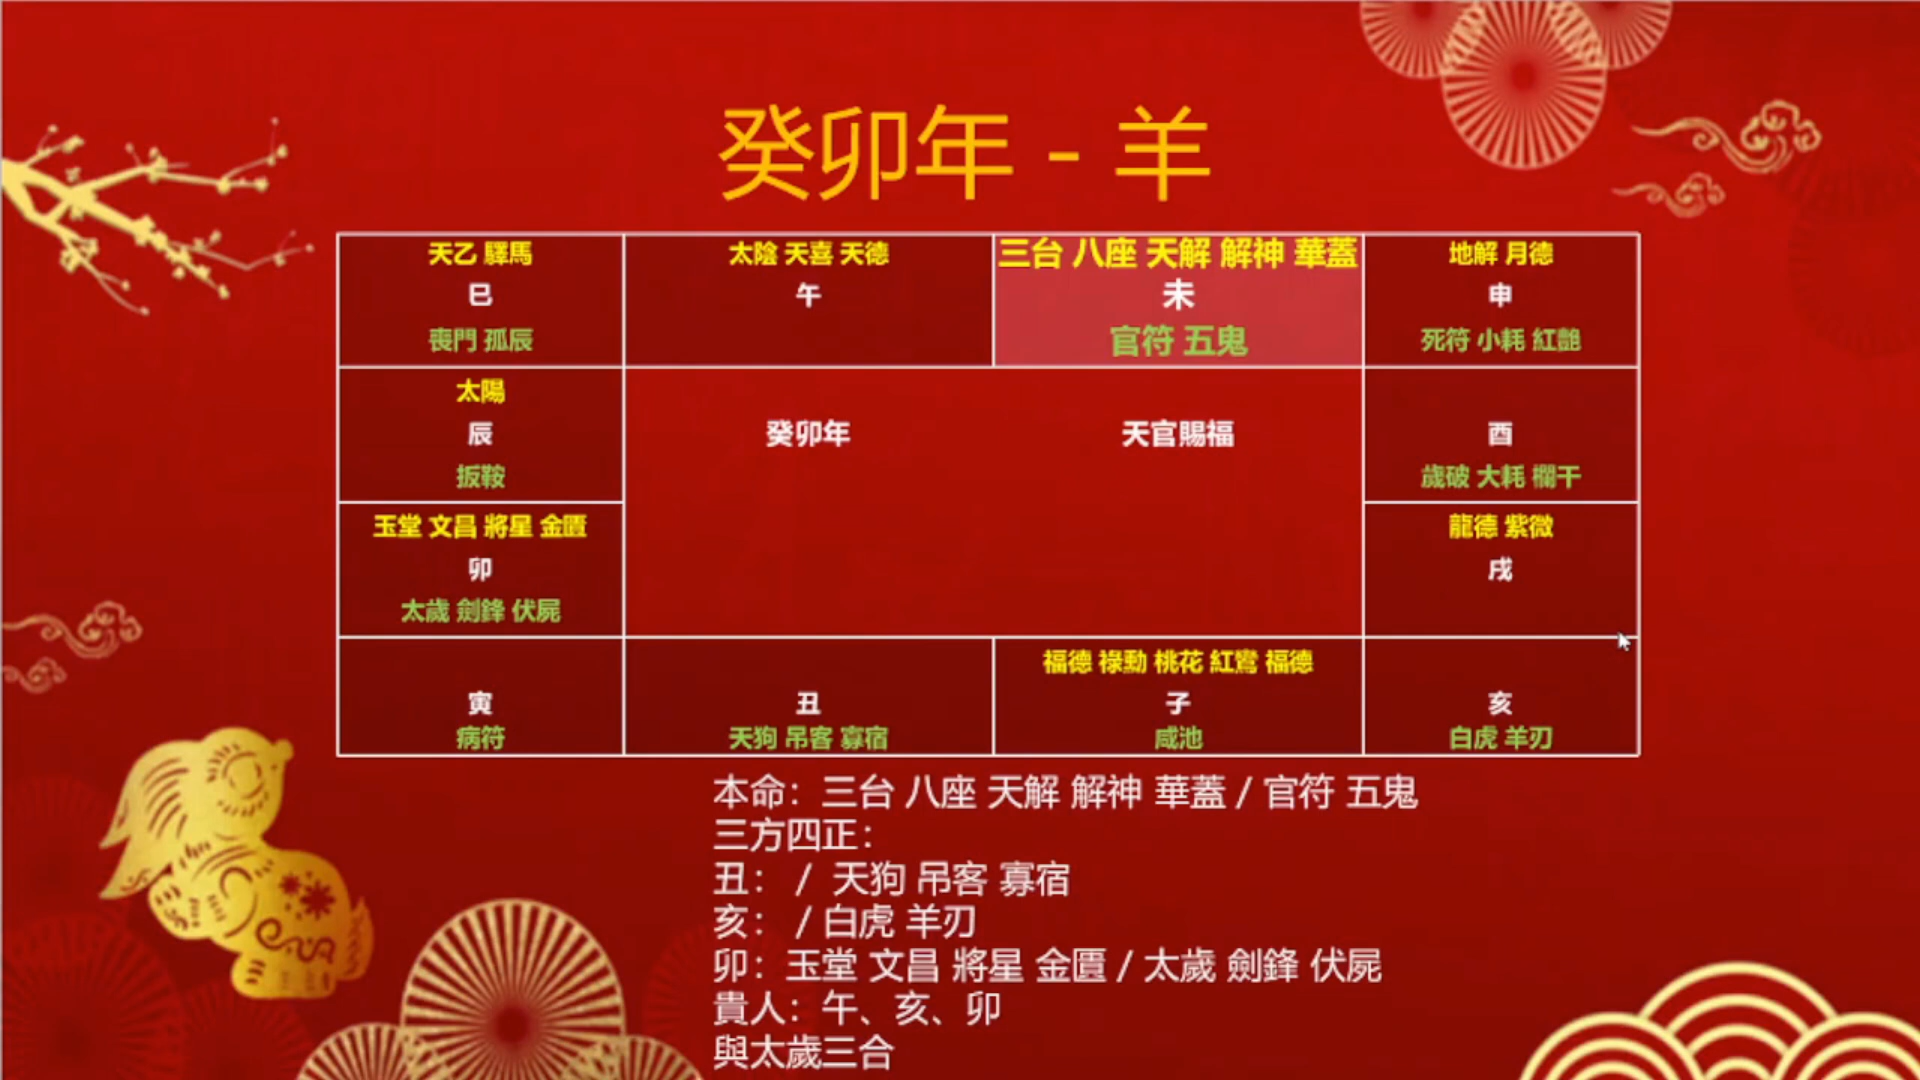 癸卯年 - 羊
天乙 驛馬
巳
喪門 孤辰
太陰 天喜 天德
午
三台 八座 天解 解神 華蓋
未
官符 五鬼
地解 月德
申
死符 小耗 紅艷
太陽
辰
扳鞍
癸卯年
天官賜福
酉
歲破 大耗 欄干
玉堂 文昌 將星 金匱
卯
太歲 劍鋒 伏屍
龍德 紫微
戌
寅
病符
丑
天狗 吊客 寡宿
福德 祿勳 桃花 紅鸞 福德
子
咸池
亥
白虎 羊刃
本命：三台 八座 天解 解神 華蓋 / 官符 五鬼
三方四正：
丑： / 天狗 吊客 寡宿
亥： / 白虎 羊刃
卯：玉堂 文昌 將星 金匱 / 太歲 劍鋒 伏屍
貴人：午、亥、卯
與太歲三合